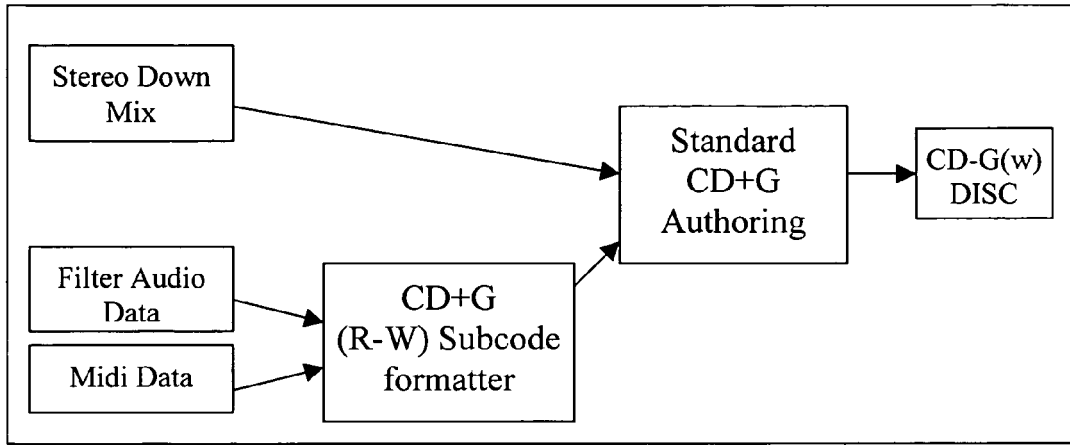 Stereo Down
Mix
Standard
CD+G
Authoring
CD-G(w)
DISC
Filter Audio
Data
CD+G
(R-W) Subcode
formatter
Midi Data